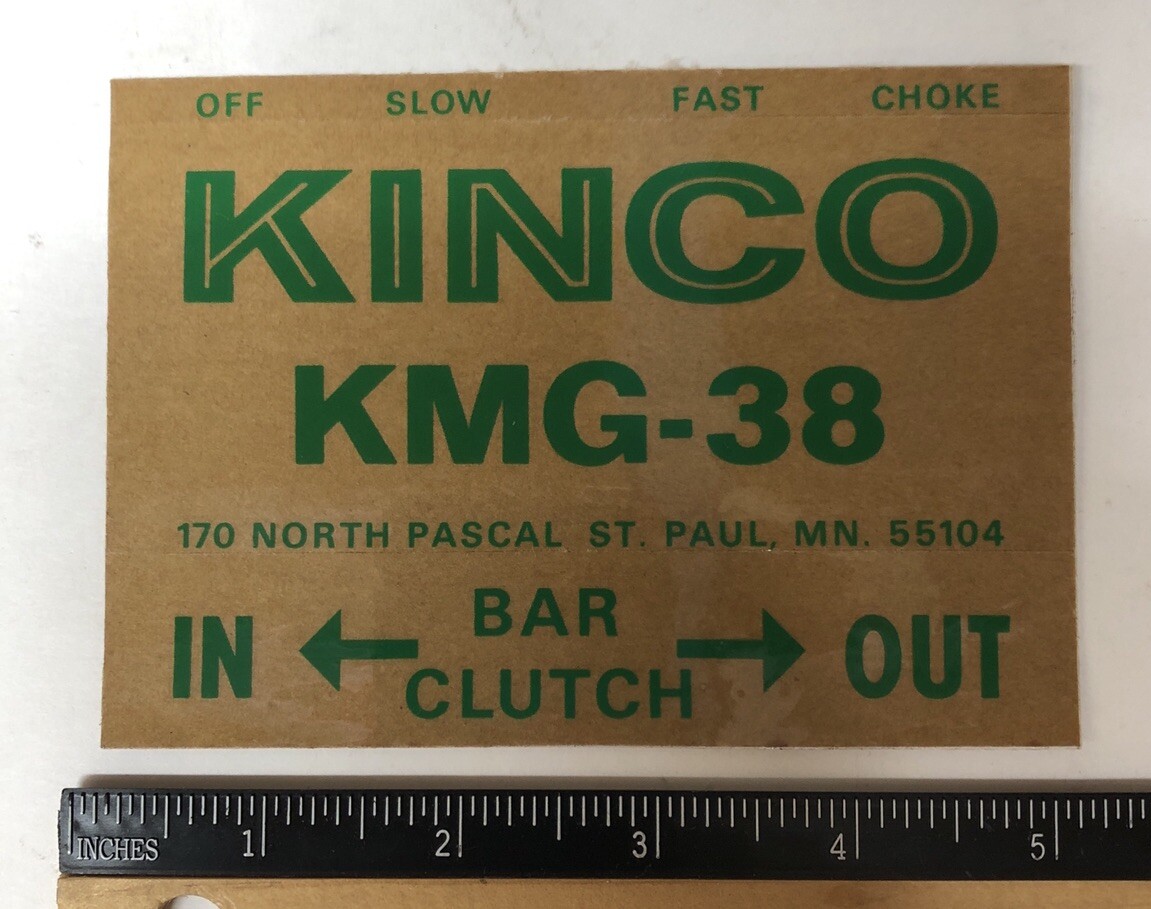 OFF SLOW FAST CHOKE
KINCO
KMG-38
170 NORTH PASCAL ST. PAUL, MN. 55104
IN ← BAR CLUTCH → OUT
1 2 3 4 5
INCHES